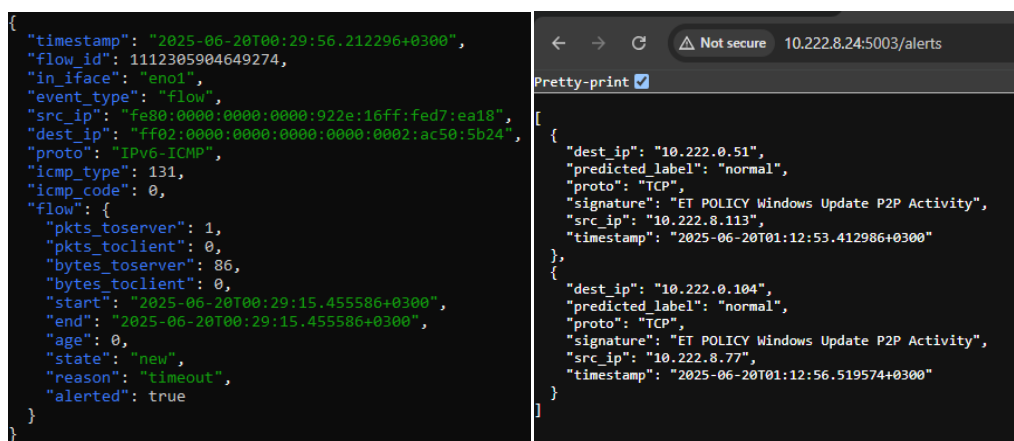 {
"timestamp": "2025-06-20T00:29:56.212296+0300",
"flow_id": 1112305904649274,
"in_iface": "eno1",
"event_type": "flow",
"src_ip": "fe80:0000:0000:0000:922e:16ff:fed7:ea18",
"dest_ip": "ff02:0000:0000:0000:0000:0002:ac50:5b24",
"proto": "IPv6-ICMP",
"icmp_type": 131,
"icmp_code": 0,
"flow": {
"pkts_toserver": 1,
"pkts_toclient": 0,
"bytes_toserver": 86,
"bytes_toclient": 0,
"start": "2025-06-20T00:29:15.455586+0300",
"end": "2025-06-20T00:29:15.455586+0300",
"age": 0,
"state": "new",
"reason": "timeout",
"alerted": true
}
}
Not secure 10.222.8.24:5003/alerts
Pretty-print
[
{
"dest_ip": "10.222.0.51",
"predicted_label": "normal",
"proto": "TCP",
"signature": "ET POLICY Windows Update P2P Activity",
"src_ip": "10.222.8.113",
"timestamp": "2025-06-20T01:12:53.412986+0300"
},
{
"dest_ip": "10.222.0.104",
"predicted_label": "normal",
"proto": "TCP",
"signature": "ET POLICY Windows Update P2P Activity",
"src_ip": "10.222.8.77",
"timestamp": "2025-06-20T01:12:56.519574+0300"
}
]